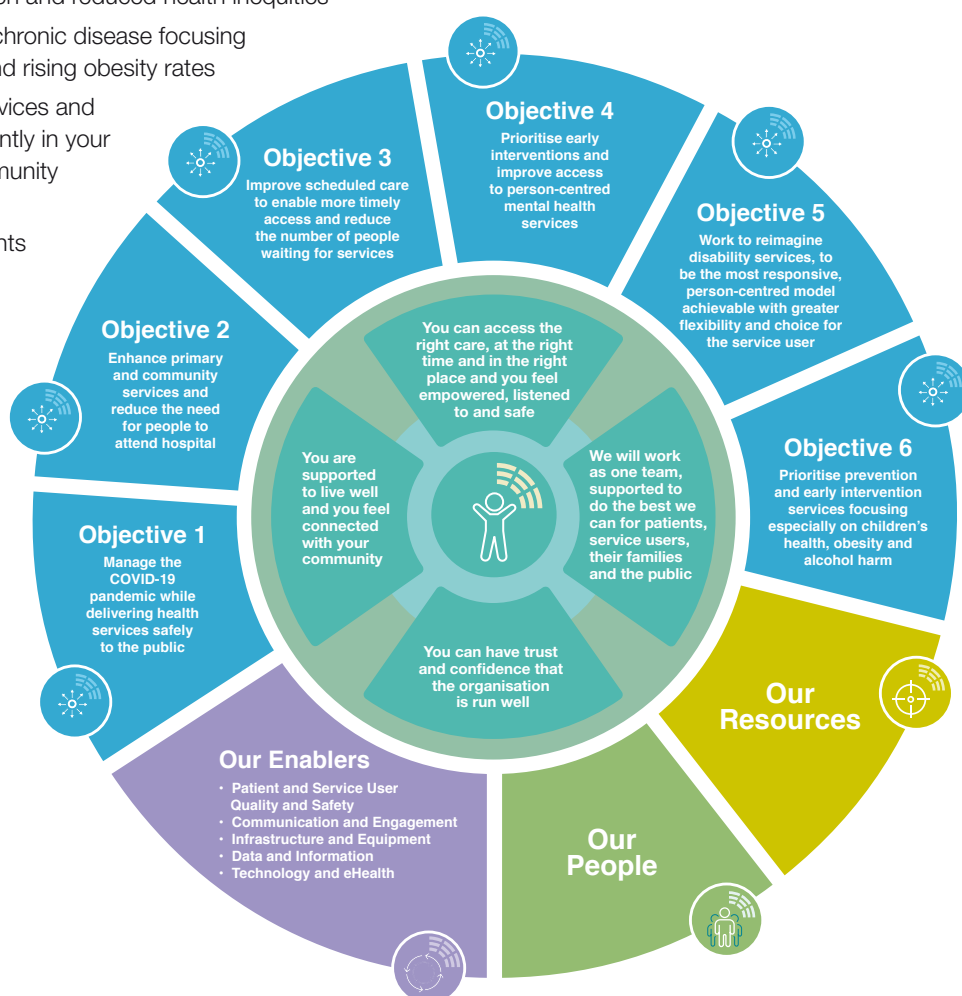 on and reduced health inequities
chronic disease focusing
nd rising obesity rates
vices and
ntly in your
munity
nts
Objective 1
Manage the
COVID-19
pandemic while
delivering health
services safely
to the public
Objective 2
Enhance primary
and community
services and
reduce the need
for people to
attend hospital
Objective 3
Improve scheduled care
to enable more timely
access and reduce
the number of people
waiting for services
Objective 4
Prioritise early
interventions and
improve access
to person-centred
mental health
services
Objective 5
Work to reimagine
disability services, to
be the most responsive,
person-centred model
achievable with greater
flexibility and choice for
the service user
Objective 6
Prioritise prevention
and early intervention
services focusing
especially on children's
health, obesity and
alcohol harm
Our
Resources
Our
People
Our Enablers
• Patient and Service User
Quality and Safety
• Communication and Engagement
• Infrastructure and Equipment
• Data and Information
• Technology and eHealth
You can access the
right care, at the right
time and in the right
place and you feel
empowered, listened
to and safe
You are
supported
to live well
and you feel
connected
with your
community
We will work
as one team,
supported to
do the best we
can for patients,
service users,
their families
and the public
You can have trust
and confidence that
the organisation
is run well